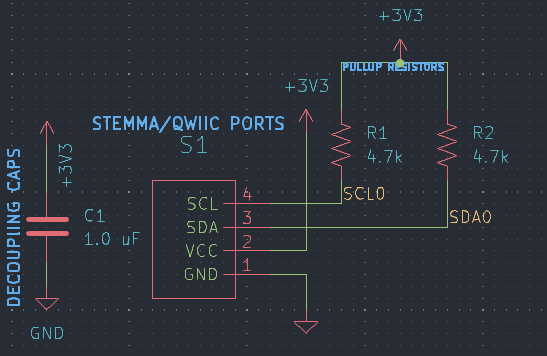 +3V3
PULLUP RESISTORS
+3V3
STEMMA/QWIIC PORTS
S1
R1
4.7k
R2
4.7k
DECOUPLING CAPS
+3V3
C1
1.0 uF
GND
SCL 4
SDA 3
VCC 2
GND 1
SCL0
SDA0